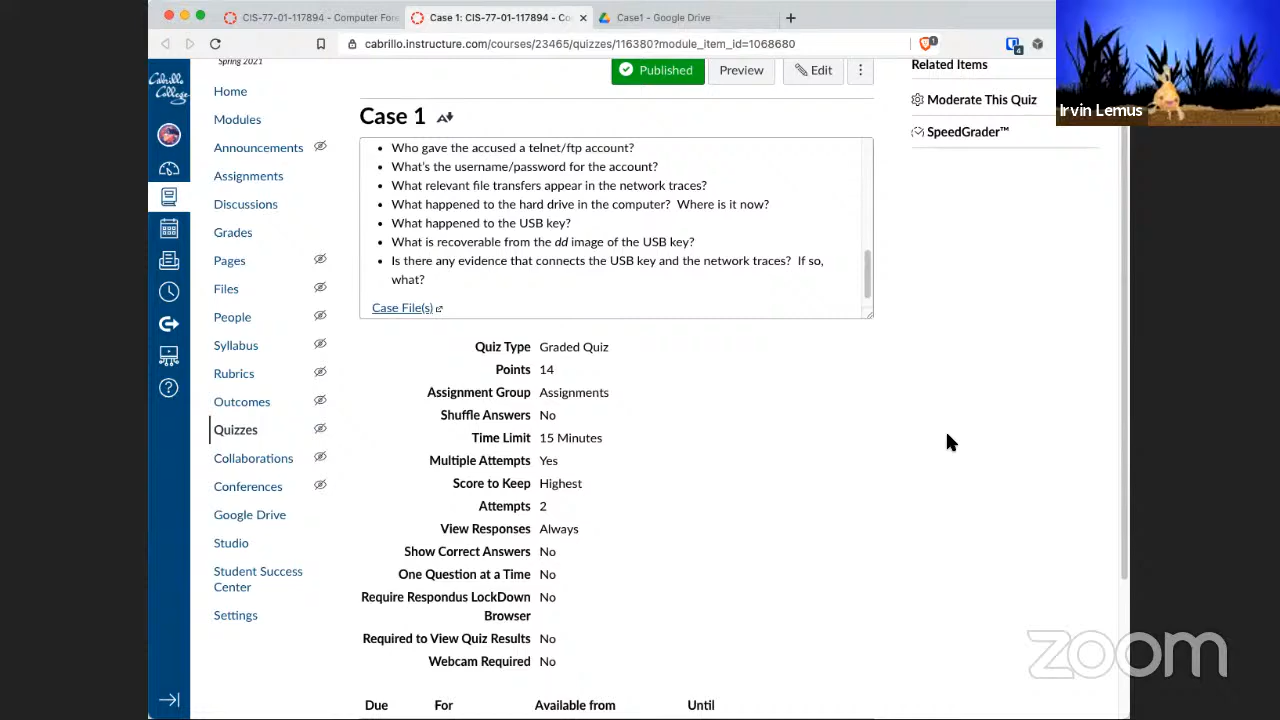 CIS-77-01-117894 - Computer For
Case 1: CIS-77-01-117894 - Co
Case1 - Google Drive
cabrillo.instructure.com/courses/23465/quizzes/116380?module_item_id=1068680
1
Irvin Lemus
Cabrillo College
Spring 2021
Home
Modules
Announcements
Assignments
Discussions
Grades
Pages
Files
People
Syllabus
Rubrics
Outcomes
Quizzes
Collaborations
Conferences
Google Drive
Studio
Student Success
Center
Settings
Published
Preview
Edit
Related Items
Moderate This Quiz
SpeedGrader™
Case 1
Who gave the accused a telnet/ftp account?
What's the username/password for the account?
What relevant file transfers appear in the network traces?
What happened to the hard drive in the computer? Where is it now?
What happened to the USB key?
What is recoverable from the dd image of the USB key?
Is there any evidence that connects the USB key and the network traces? If so,
what?
Case File(s)
Quiz Type Graded Quiz
Points 14
Assignment Group Assignments
Shuffle Answers No
Time Limit 15 Minutes
Multiple Attempts Yes
Score to Keep Highest
Attempts 2
View Responses Always
Show Correct Answers No
One Question at a Time No
Require Respondus LockDown No
Browser
Required to View Quiz Results No
Webcam Required No
Due For Available from Until
zoom